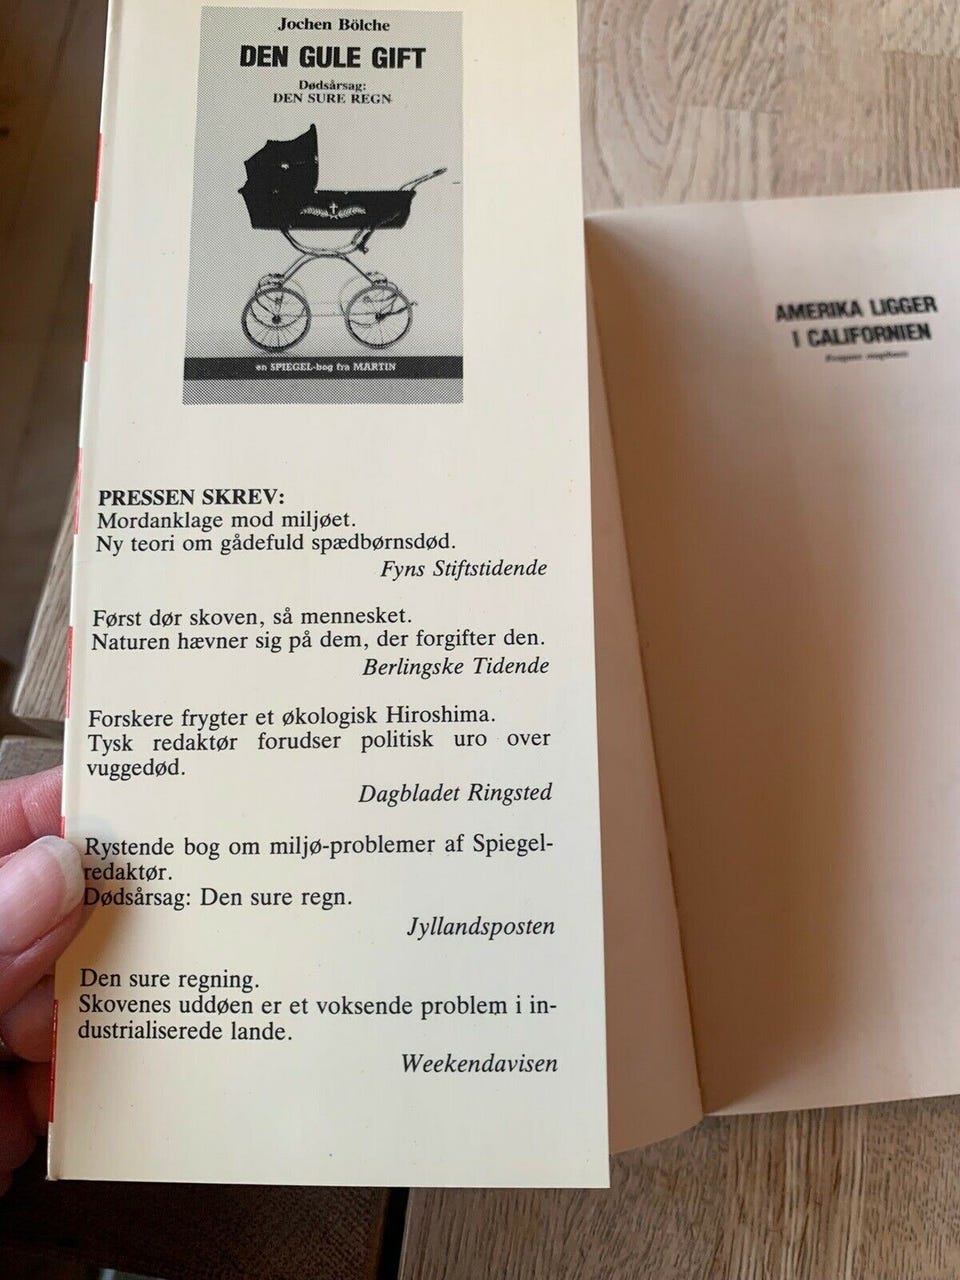 Jochen Bölche
DEN GULE GIFT
Dødsårsag:
DEN SURE REGN
en SPIEGEL-bog fra MARTIN
PRESSEN SKREV:
Mordanklage mod miljøet.
Ny teori om gådefuld spædbørnsdød.
Fyns Stiftstidende
Først dør skoven, så mennesket.
Naturen hævner sig på dem, der forgifter den.
Berlingske Tidende
Forskere frygter et økologisk Hiroshima.
Tysk redaktør forudser politisk uro over
vuggedød.
Dagbladet Ringsted
Rystende bog om miljø-problemer af Spiegel-
redaktør.
Dødsårsag: Den sure regn.
Jyllandsposten
Den sure regning.
Skovenes uddøen er et voksende problem i in-
dustrialiserede lande.
Weekendavisen
AMERIKA LIGGER
I CALIFORNIEN